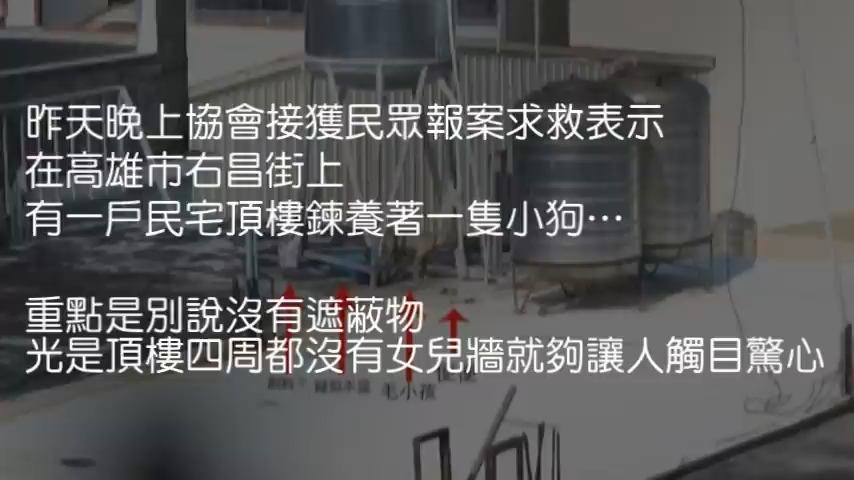 昨天晚上協會接獲民眾報案求救表示
在高雄市右昌街上
有一戶民宅頂樓鍊養著一隻小狗…
重點是別說沒有遮蔽物
光是頂樓四周都沒有女兒牆就夠讓人觸目驚心
毛小孩
便便